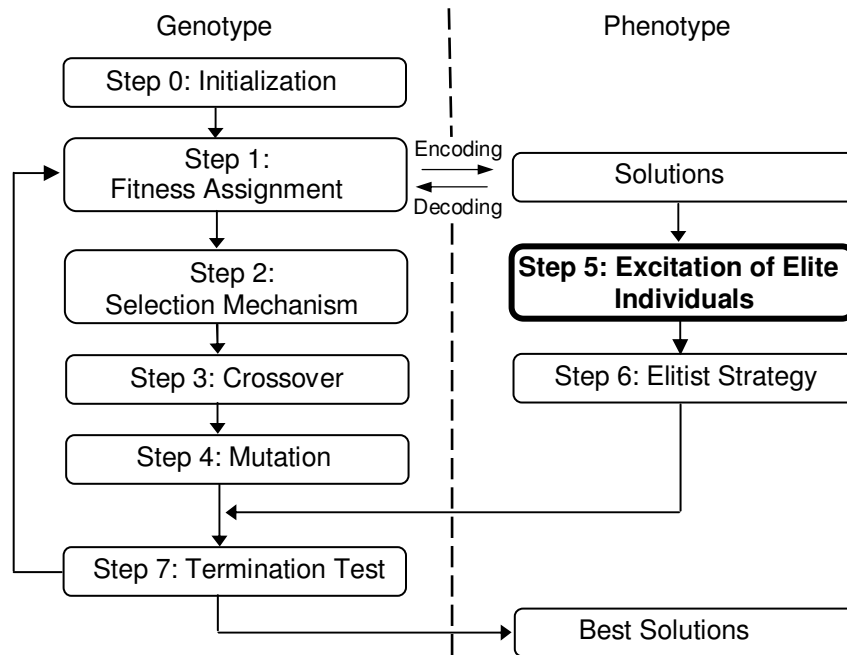 Genotype
Phenotype
Step 0: Initialization
Step 1:
Fitness Assignment
Encoding
Decoding
Solutions
Step 2:
Selection Mechanism
Step 5: Excitation of Elite
Individuals
Step 3: Crossover
Step 6: Elitist Strategy
Step 4: Mutation
Step 7: Termination Test
Best Solutions